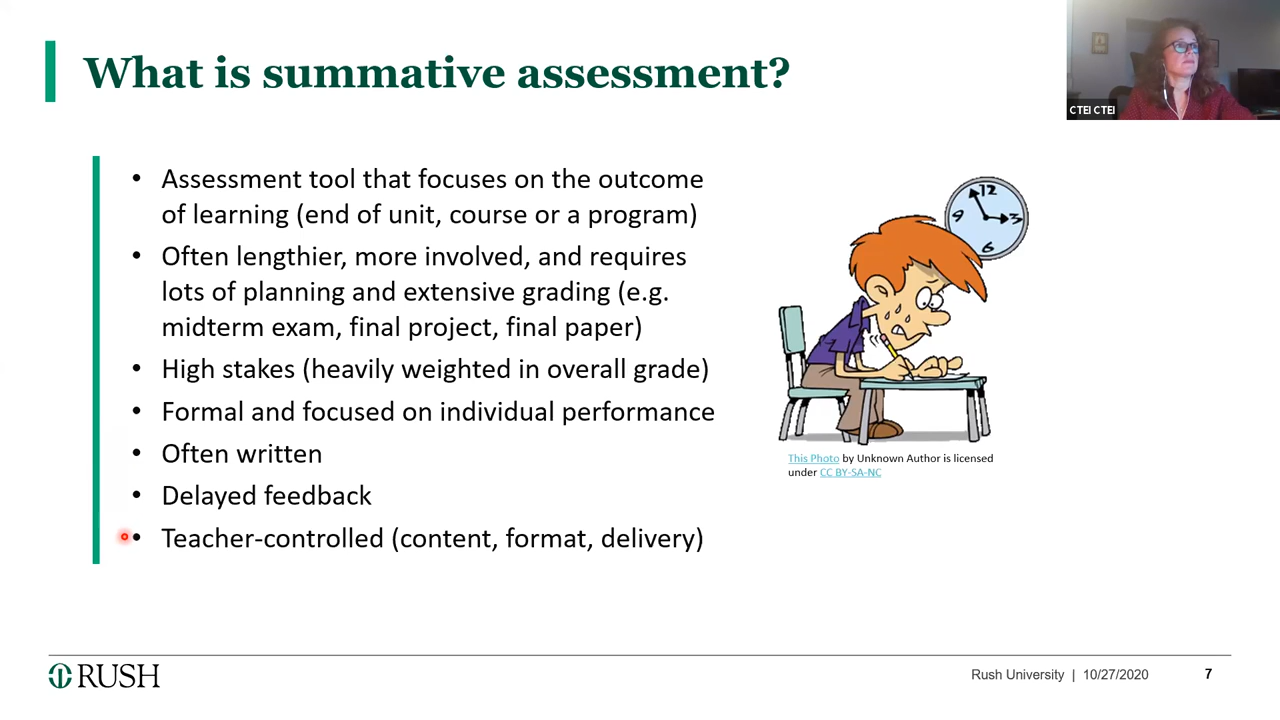 What is summative assessment?
CTEI CTEI
• Assessment tool that focuses on the outcome
of learning (end of unit, course or a program)
• Often lengthier, more involved, and requires
lots of planning and extensive grading (e.g.
midterm exam, final project, final paper)
• High stakes (heavily weighted in overall grade)
• Formal and focused on individual performance
• Often written
• Delayed feedback
• Teacher-controlled (content, format, delivery)
12
9
3
6
This Photo by Unknown Author is licensed
under CC BY-SA-NC
RUSH
Rush University | 10/27/2020
7